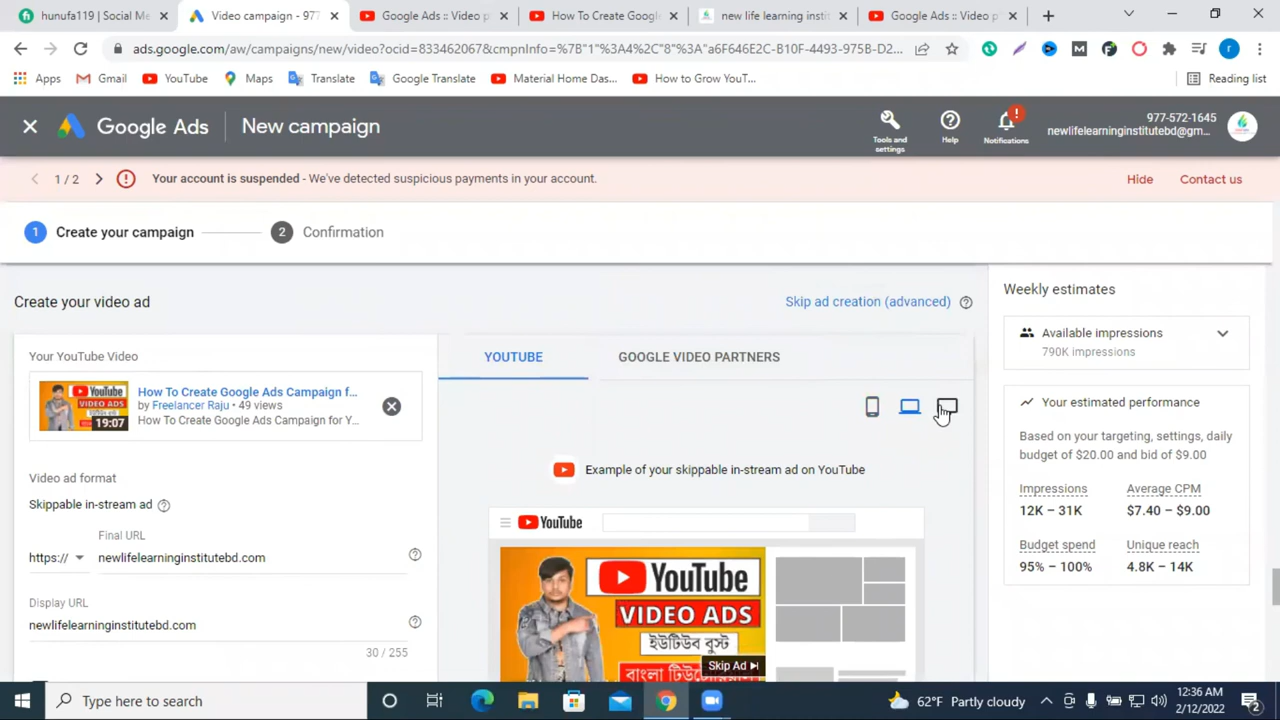 hunufa119 | Social Me
Video campaign - 977
Google Ads :: Video p
How To Create Google
new life learning insti
Google Ads :: Video p
ads.google.com/aw/campaigns/new/video?ocid=833462067&cmpnInfo=%7B"1"%3A4%2C"8"%3A"a6F646E2C-B10F-4493-975B-D2...
Apps
Gmail
YouTube
Maps
Translate
Google Translate
Material Home Das...
How to Grow YouT...
Reading list
Google Ads
New campaign
Tools and settings
Help
Notifications
977-572-1645
newlifelearninginstitutebd@gm...
1 / 2
Your account is suspended - We've detected suspicious payments in your account.
Hide
Contact us
1 Create your campaign
2 Confirmation
Create your video ad
Skip ad creation (advanced)
Your YouTube Video
How To Create Google Ads Campaign f...
by Freelancer Raju • 49 views
How To Create Google Ads Campaign for Y...
19:07
Video ad format
Skippable in-stream ad
Final URL
https://
newlifelearninginstitutebd.com
Display URL
newlifelearninginstitutebd.com
30 / 255
YOUTUBE
GOOGLE VIDEO PARTNERS
Example of your skippable in-stream ad on YouTube
YouTube
YouTube
VIDEO ADS
ইউটিউব বুস্ট
বাংলা টিউটোরিয়াল
Skip Ad
Weekly estimates
Available impressions
790K impressions
Your estimated performance
Based on your targeting, settings, daily
budget of $20.00 and bid of $9.00
Impressions
Average CPM
12K – 31K
$7.40 – $9.00
Budget spend
Unique reach
95% – 100%
4.8K – 14K
Type here to search
62°F Partly cloudy
12:36 AM
2/12/2022
2